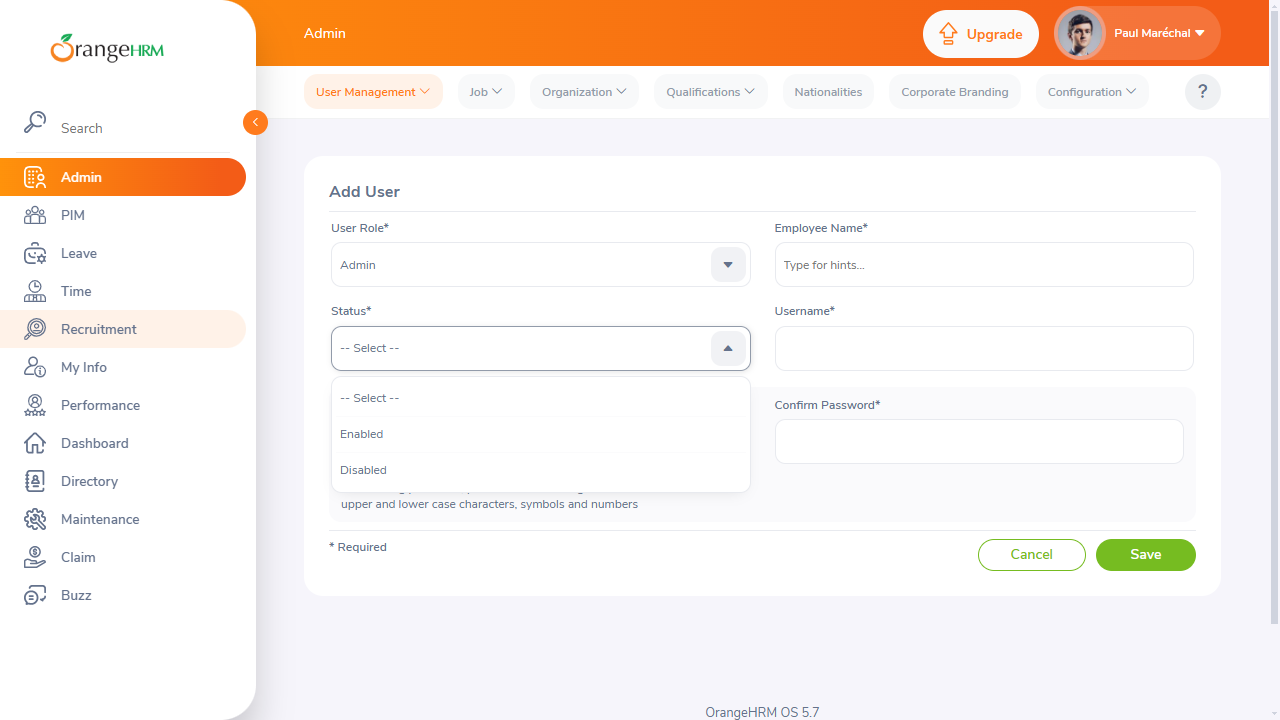 OrangeHRM
Admin
Upgrade
Paul Maréchal
User Management
Job
Organization
Qualifications
Nationalities
Corporate Branding
Configuration
?
Search
Admin
PIM
Leave
Time
Recruitment
My Info
Performance
Dashboard
Directory
Maintenance
Claim
Buzz
Add User
User Role*
Admin
Employee Name*
Type for hints...
Status*
-- Select --
Username*
-- Select --
Enabled
Disabled
Confirm Password*
upper and lower case characters, symbols and numbers
* Required
Cancel
Save
OrangeHRM OS 5.7